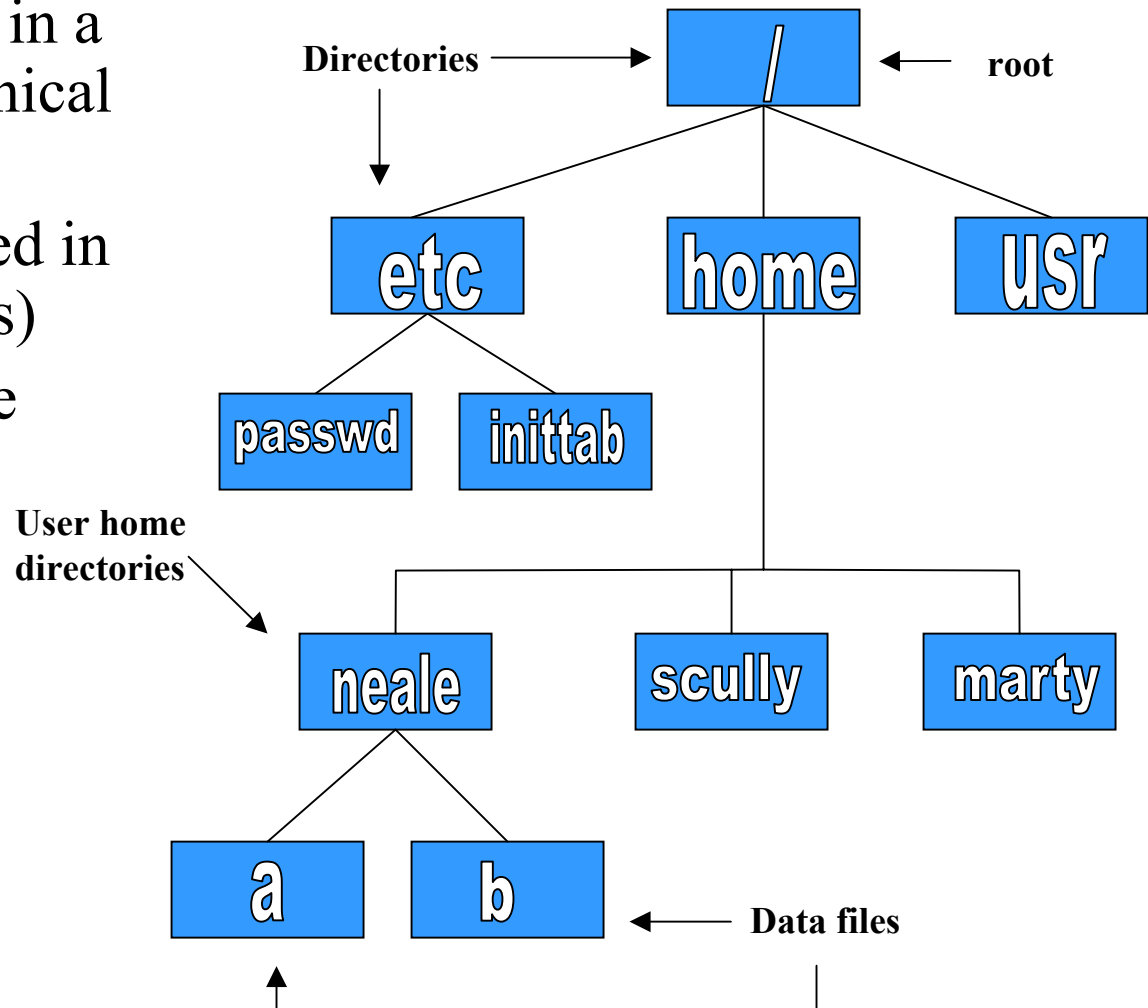 in a
nical
ed in
s)
e
Directories
/
root
etc
home
usr
passwd
inittab
User home
directories
neale
scully
marty
a
b
Data files